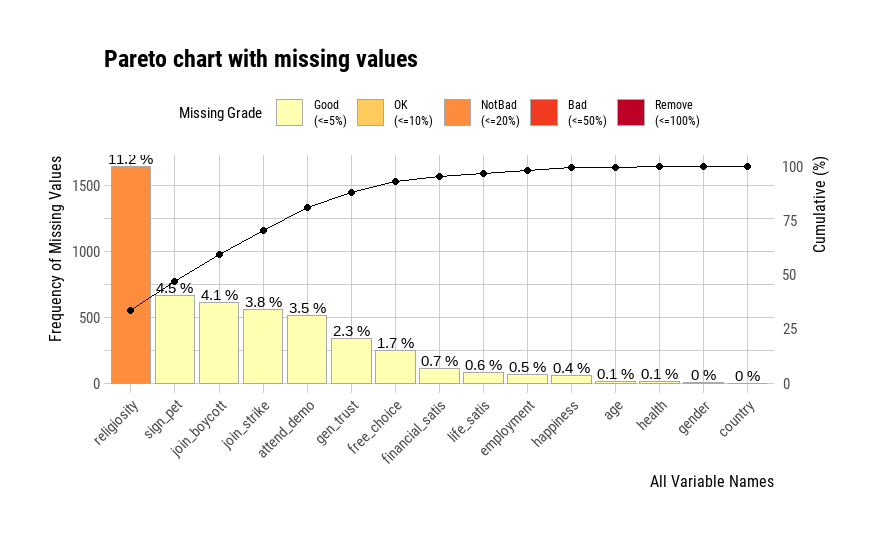 Pareto chart with missing values
Missing Grade
Good
(<=5%)
OK
(<=10%)
NotBad
(<=20%)
Bad
(<=50%)
Remove
(<=100%)
Frequency of Missing Values
1500
1000
500
0
11.2 %
4.5 %
4.1 %
3.8 %
3.5 %
2.3 %
1.7 %
0.7 %
0.6 %
0.5 %
0.4 %
0.1 %
0.1 %
0 %
0 %
100
75
50
25
0
Cumulative (%)
religiosity
sign_pet
join_boycott
join_strike
attend_demo
gen_trust
free_choice
financial_satis
life_satis
employment
happiness
age
health
gender
country
All Variable Names